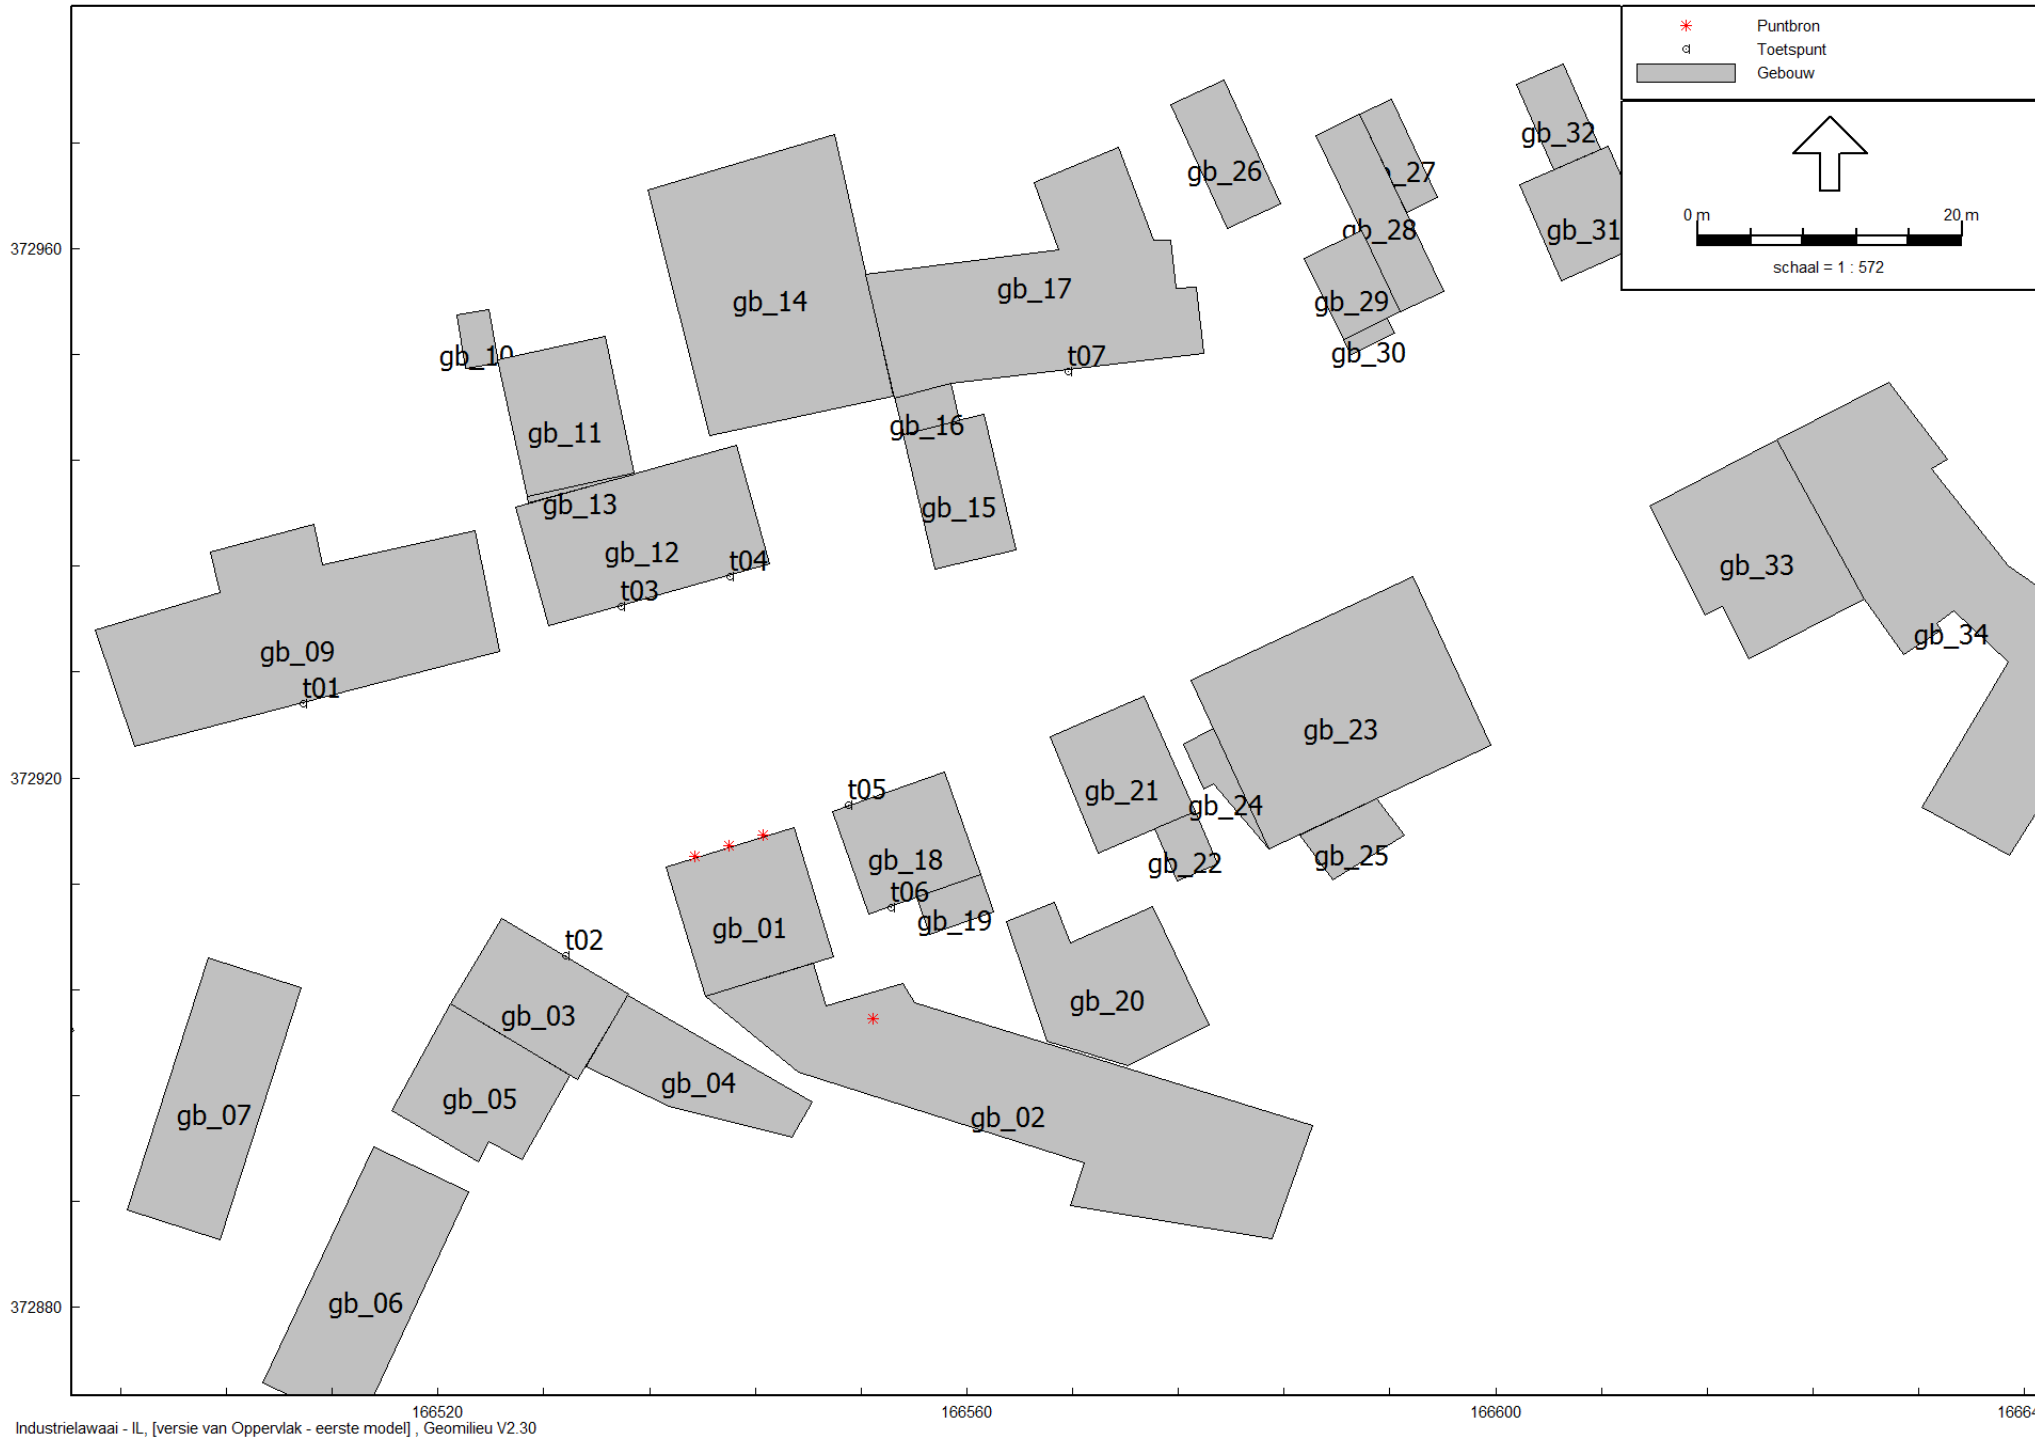 Puntbron
Toetspunt
Gebouw
0 m 20 m
schaal = 1 : 572
gb_32
gb_26
_27
gb_28
gb_31
372960
gb_14
gb_17
gb_29
gb_10
t07
gb_30
gb_11
gb_16
gb_13
gb_15
gb_12
t04
t03
gb_33
gb_34
gb_09
t01
gb_23
372920
t05
gb_21
gb_24
gb_18
gb_22
gb_25
t06
gb_19
gb_01
t02
gb_20
gb_03
gb_04
gb_05
gb_07
gb_02
gb_06
372880
166520 166560 166600
Industrielawaai - IL, [versie van Oppervlak - eerste model] , Geomilieu V2.30